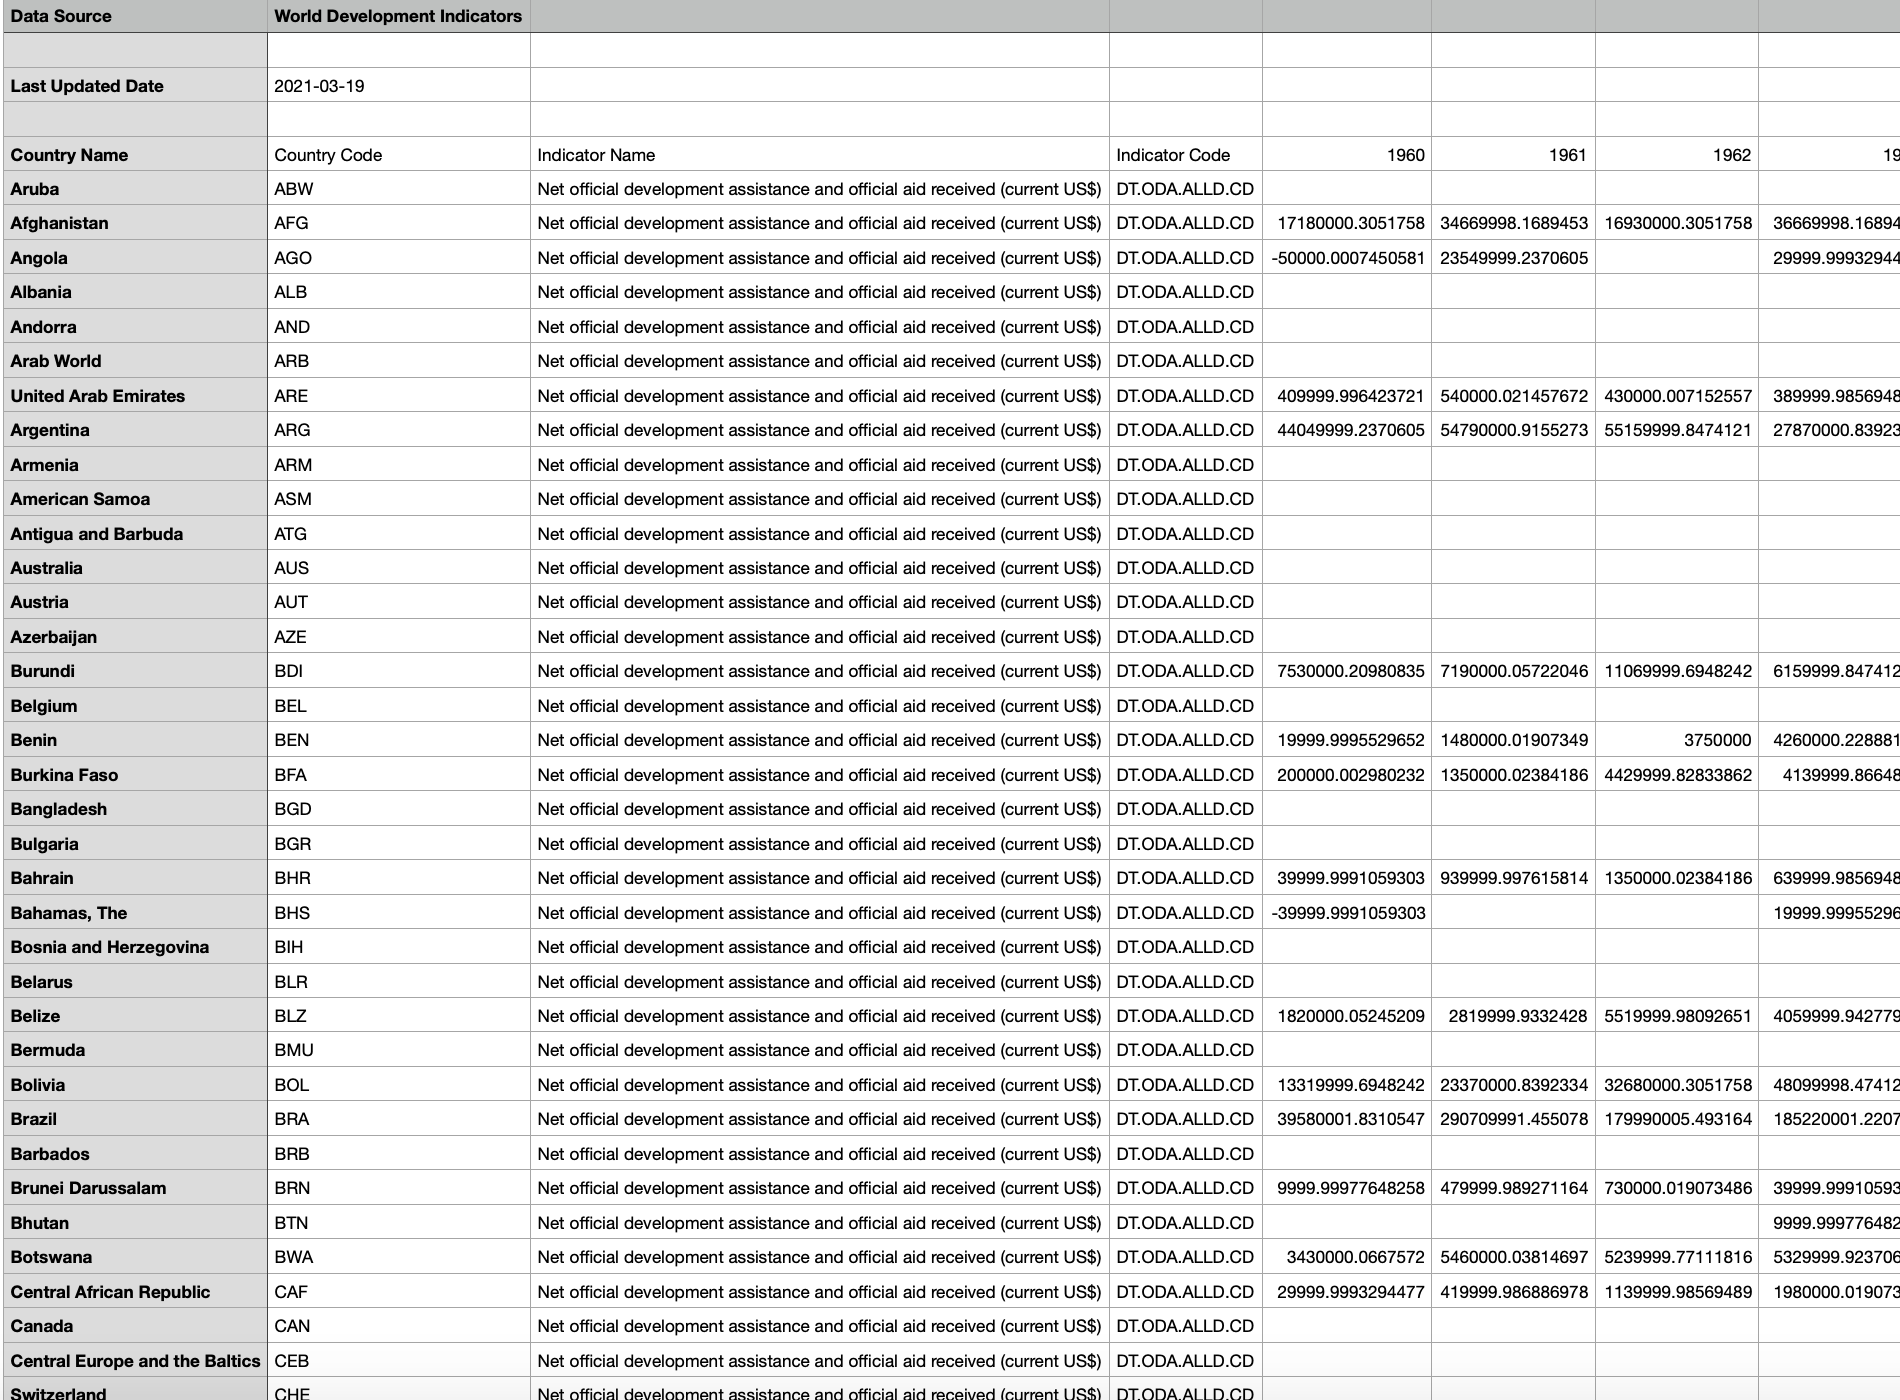 Data Source World Development Indicators
Last Updated Date 2021-03-19
Country Name Country Code Indicator Name Indicator Code 1960 1961 1962 19
Aruba ABW Net official development assistance and official aid received (current US$) DT.ODA.ALLD.CD
Afghanistan AFG Net official development assistance and official aid received (current US$) DT.ODA.ALLD.CD 17180000.3051758 34669998.1689453 16930000.3051758 36669998.16894
Angola AGO Net official development assistance and official aid received (current US$) DT.ODA.ALLD.CD -50000.0007450581 23549999.2370605 29999.99932944
Albania ALB Net official development assistance and official aid received (current US$) DT.ODA.ALLD.CD
Andorra AND Net official development assistance and official aid received (current US$) DT.ODA.ALLD.CD
Arab World ARB Net official development assistance and official aid received (current US$) DT.ODA.ALLD.CD
United Arab Emirates ARE Net official development assistance and official aid received (current US$) DT.ODA.ALLD.CD 409999.996423721 540000.021457672 430000.007152557 389999.9856948
Argentina ARG Net official development assistance and official aid received (current US$) DT.ODA.ALLD.CD 44049999.2370605 54790000.9155273 55159999.8474121 27870000.83923
Armenia ARM Net official development assistance and official aid received (current US$) DT.ODA.ALLD.CD
American Samoa ASM Net official development assistance and official aid received (current US$) DT.ODA.ALLD.CD
Antigua and Barbuda ATG Net official development assistance and official aid received (current US$) DT.ODA.ALLD.CD
Australia AUS Net official development assistance and official aid received (current US$) DT.ODA.ALLD.CD
Austria AUT Net official development assistance and official aid received (current US$) DT.ODA.ALLD.CD
Azerbaijan AZE Net official development assistance and official aid received (current US$) DT.ODA.ALLD.CD
Burundi BDI Net official development assistance and official aid received (current US$) DT.ODA.ALLD.CD 7530000.20980835 7190000.05722046 11069999.6948242 6159999.847412
Belgium BEL Net official development assistance and official aid received (current US$) DT.ODA.ALLD.CD
Benin BEN Net official development assistance and official aid received (current US$) DT.ODA.ALLD.CD 19999.9995529652 1480000.01907349 3750000 4260000.228881
Burkina Faso BFA Net official development assistance and official aid received (current US$) DT.ODA.ALLD.CD 200000.002980232 1350000.02384186 4429999.82833862 4139999.86648
Bangladesh BGD Net official development assistance and official aid received (current US$) DT.ODA.ALLD.CD
Bulgaria BGR Net official development assistance and official aid received (current US$) DT.ODA.ALLD.CD
Bahrain BHR Net official development assistance and official aid received (current US$) DT.ODA.ALLD.CD 39999.9991059303 939999.997615814 1350000.02384186 639999.9856948
Bahamas, The BHS Net official development assistance and official aid received (current US$) DT.ODA.ALLD.CD -39999.9991059303 19999.99955296
Bosnia and Herzegovina BIH Net official development assistance and official aid received (current US$) DT.ODA.ALLD.CD
Belarus BLR Net official development assistance and official aid received (current US$) DT.ODA.ALLD.CD
Belize BLZ Net official development assistance and official aid received (current US$) DT.ODA.ALLD.CD 1820000.05245209 2819999.9332428 5519999.98092651 4059999.942779
Bermuda BMU Net official development assistance and official aid received (current US$) DT.ODA.ALLD.CD
Bolivia BOL Net official development assistance and official aid received (current US$) DT.ODA.ALLD.CD 13319999.6948242 23370000.8392334 32680000.3051758 48099998.47412
Brazil BRA Net official development assistance and official aid received (current US$) DT.ODA.ALLD.CD 39580001.8310547 290709991.455078 179990005.493164 185220001.2207
Barbados BRB Net official development assistance and official aid received (current US$) DT.ODA.ALLD.CD
Brunei Darussalam BRN Net official development assistance and official aid received (current US$) DT.ODA.ALLD.CD 9999.99977648258 479999.989271164 730000.019073486 39999.99910593
Bhutan BTN Net official development assistance and official aid received (current US$) DT.ODA.ALLD.CD 9999.999776482
Botswana BWA Net official development assistance and official aid received (current US$) DT.ODA.ALLD.CD 3430000.0667572 5460000.03814697 5239999.77111816 5329999.923706
Central African Republic CAF Net official development assistance and official aid received (current US$) DT.ODA.ALLD.CD 29999.9993294477 419999.986886978 1139999.98569489 1980000.019073
Canada CAN Net official development assistance and official aid received (current US$) DT.ODA.ALLD.CD
Central Europe and the Baltics CEB Net official development assistance and official aid received (current US$) DT.ODA.ALLD.CD
Switzerland CHE Net official development assistance and official aid received (current US$) DT.ODA.ALLD.CD